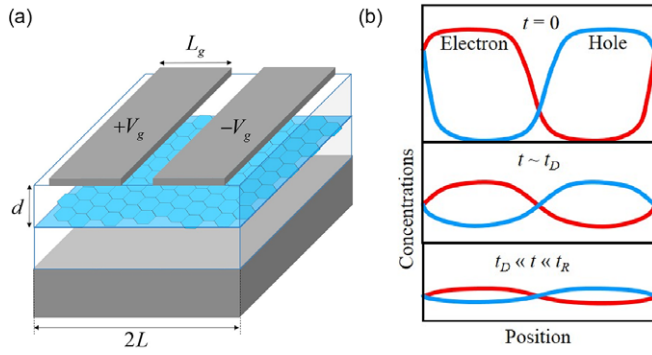 (a)
L_g
+V_g
−V_g
d
2L
(b)
t = 0
Electron
Hole
t ~ t_D
t_D ≪ t ≪ t_R
Concentrations
Position